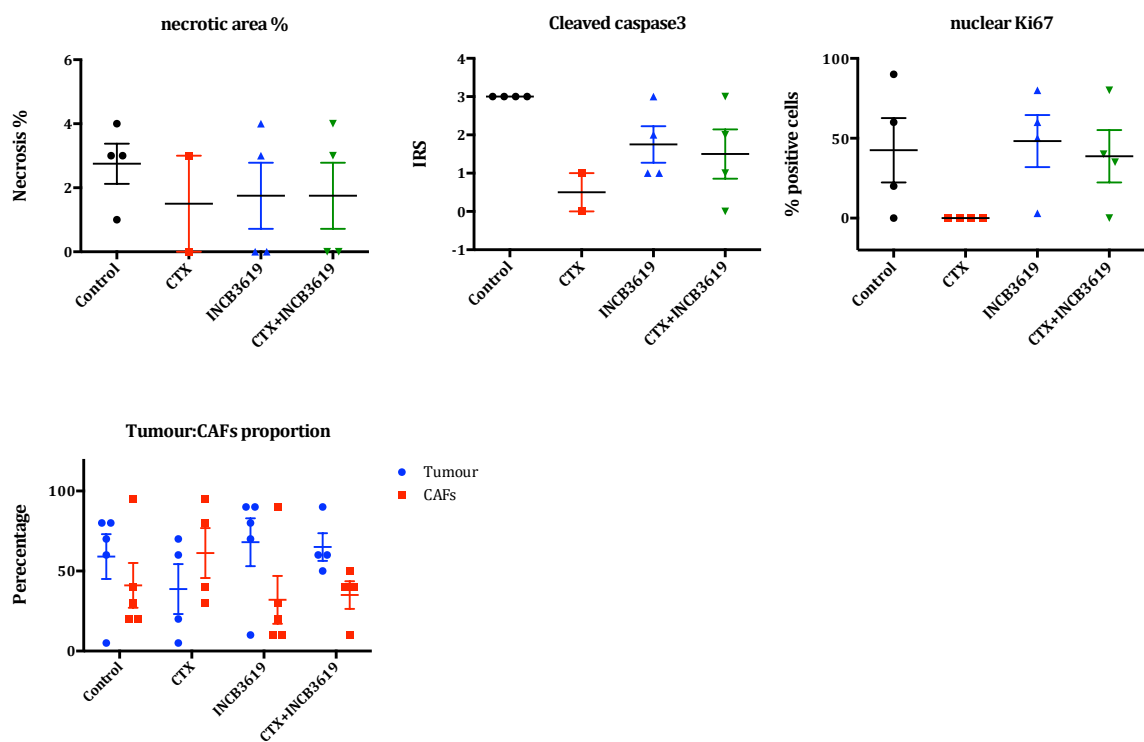 necrotic area %
Necrosis %
6
4
2
0
Control
CTX
INCB3619
CTX+INCB3619
Cleaved caspase3
IRS
4
3
2
1
0
-1
Control
CTX
INCB3619
CTX+INCB3619
nuclear Ki67
% positive cells
100
50
0
Control
CTX
INCB3619
CTX+INCB3619
Tumour:CAFs proportion
Perecentage
100
50
0
Control
CTX
INCB3619
CTX+INCB3619
Tumour
CAFs